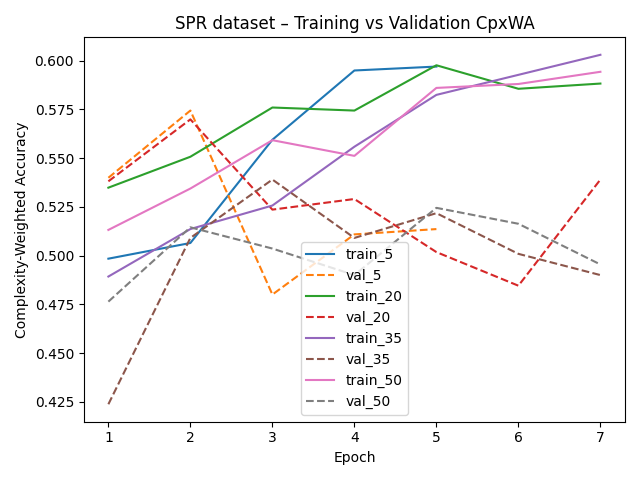 SPR dataset – Training vs Validation CpxWA
Complexity-Weighted Accuracy
0.600
0.575
0.550
0.525
0.500
0.475
0.450
0.425
train_5
val_5
train_20
val_20
train_35
val_35
train_50
val_50
1 2 3 4 5 6 7
Epoch